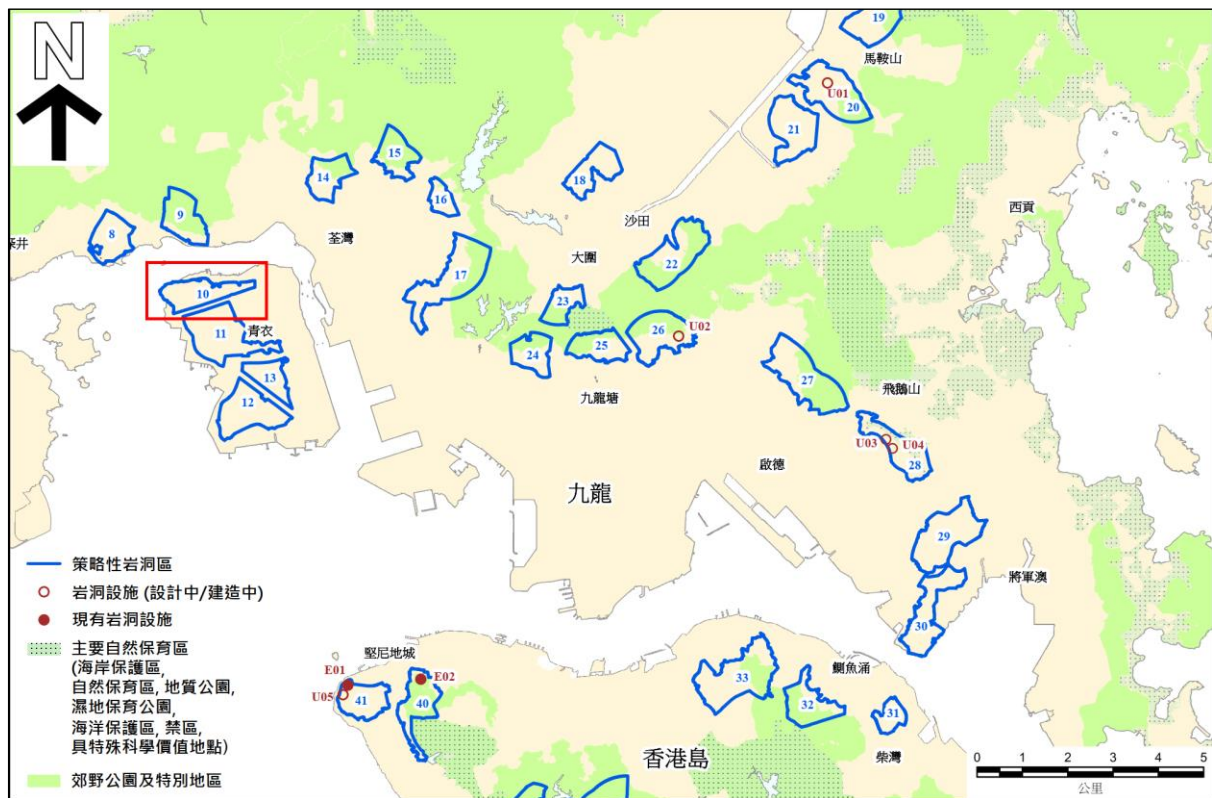 N
19
馬鞍山
U01
20
21
15
14
18
16
西貢
9
沙田
8
荃灣
深井
大圍
22
17
10
23
26
U02
11
青衣
25
24
13
27
九龍塘
飛鵝山
12
U03
U04
啟德
28
九龍
29
策略性岩洞區
將軍澳
岩洞設施 (設計中/建造中)
現有岩洞設施
30
主要自然保育區
(海岸保護區,
自然保育區, 地質公園,
濕地保育公園,
海洋保護區, 禁區,
具特殊科學價值地點)
郊野公園及特別地區
堅尼地城
鰂魚涌
E01
E02
33
U05
41
40
32
31
香港島
柴灣
0 1 2 3 4 5
公里